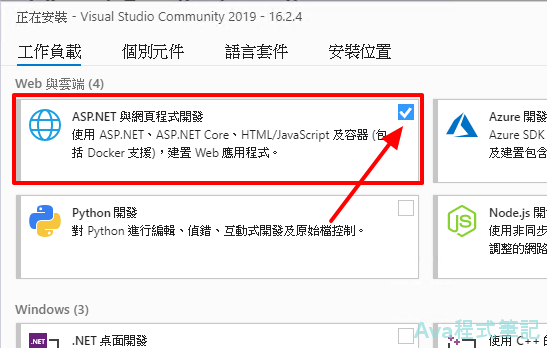 正在安裝 - Visual Studio Community 2019 - 16.2.4
工作負載 個別元件 語言套件 安裝位置
Web 與雲端 (4)
ASP.NET 與網頁程式開發
使用 ASP.NET、ASP.NET Core、HTML/JavaScript 及容器 (包
括 Docker 支援)，建置 Web 應用程式。
Azure 開發
Azure SDK
及建置包含
Python 開發
對 Python 進行編輯、偵錯、互動式開發及原始檔控制。
Node.js 開
使用非同步
調整的網路
Windows (3)
.NET
.NET 桌面開發
使用 C++ 的
Ava程式筆記